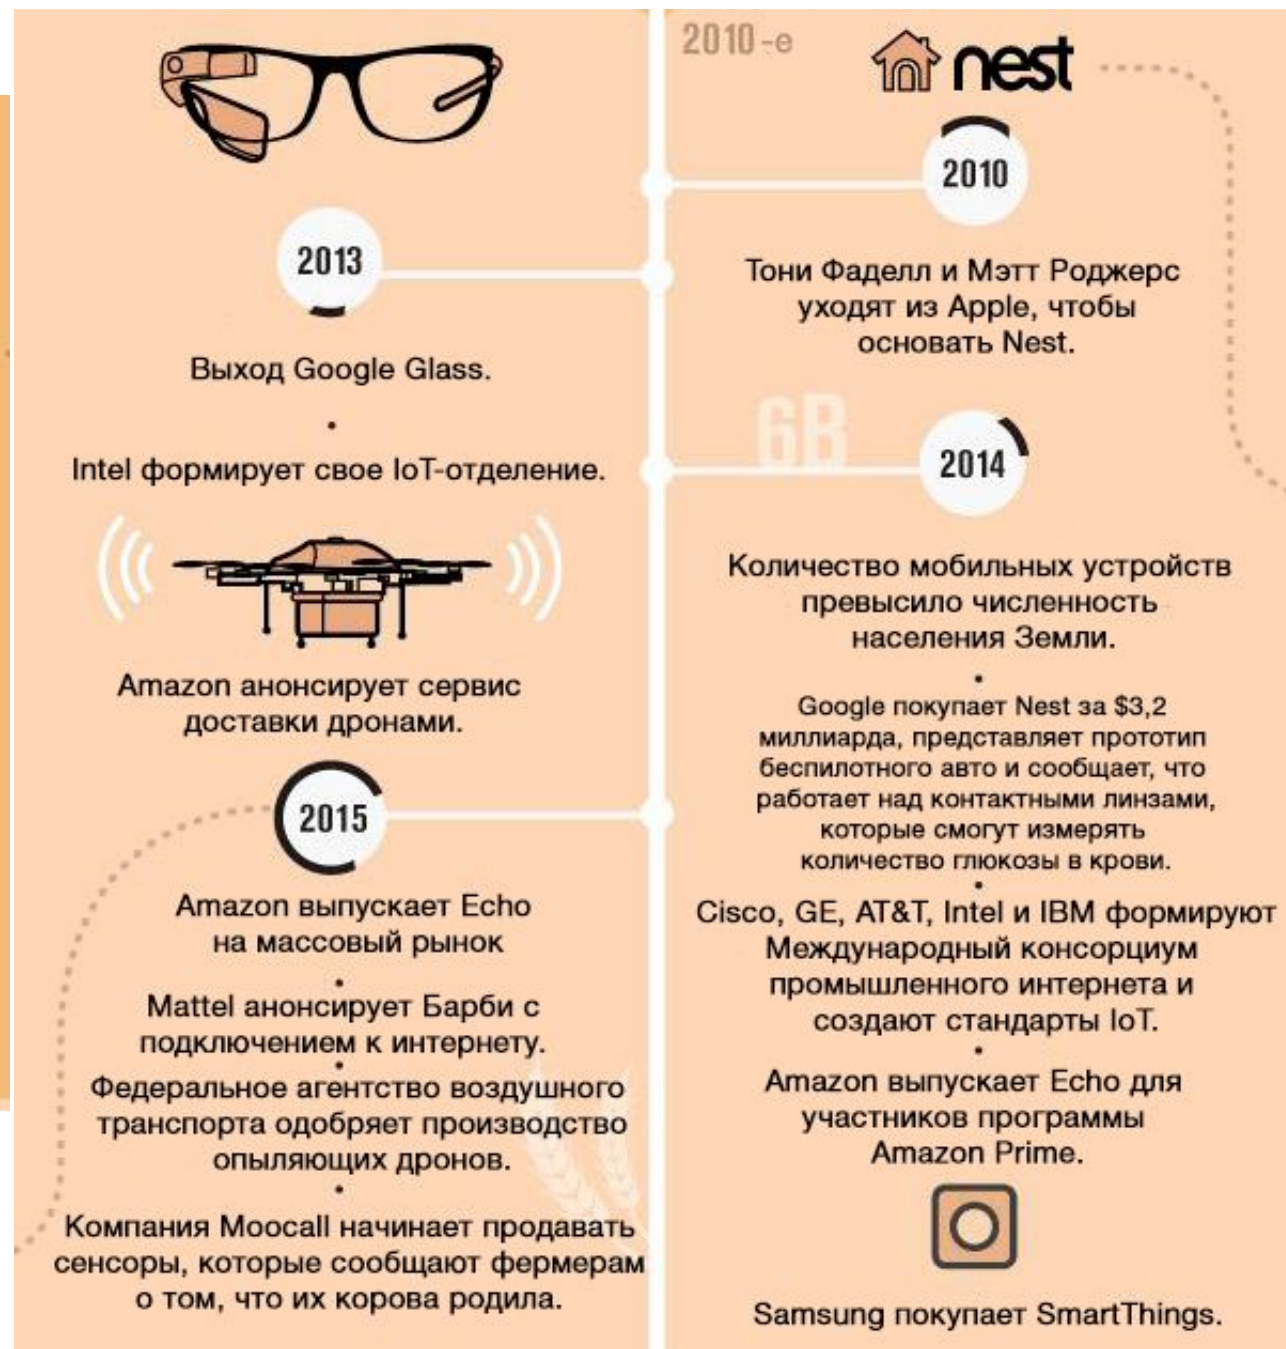 2010-е
nest
2010
Тони Фаделл и Мэтт Роджерс
уходят из Apple, чтобы
основать Nest.
2013
Выход Google Glass.
•
Intel формирует свое IoT-отделение.
Amazon анонсирует сервис
доставки дронами.
6B
2014
Количество мобильных устройств
превысило численность
населения Земли.
•
Google покупает Nest за $3,2
миллиарда, представляет прототип
беспилотного авто и сообщает, что
работает над контактными линзами,
которые смогут измерять
количество глюкозы в крови.
•
Cisco, GE, AT&T, Intel и IBM формируют
Международный консорциум
промышленного интернета и
создают стандарты IoT.
•
Amazon выпускает Echo для
участников программы
Amazon Prime.
Samsung покупает SmartThings.
2015
Amazon выпускает Echo
на массовый рынок
•
Mattel анонсирует Барби с
подключением к интернету.
•
Федеральное агентство воздушного
транспорта одобряет производство
опыляющих дронов.
•
Компания Moocall начинает продавать
сенсоры, которые сообщают фермерам
о том, что их корова родила.